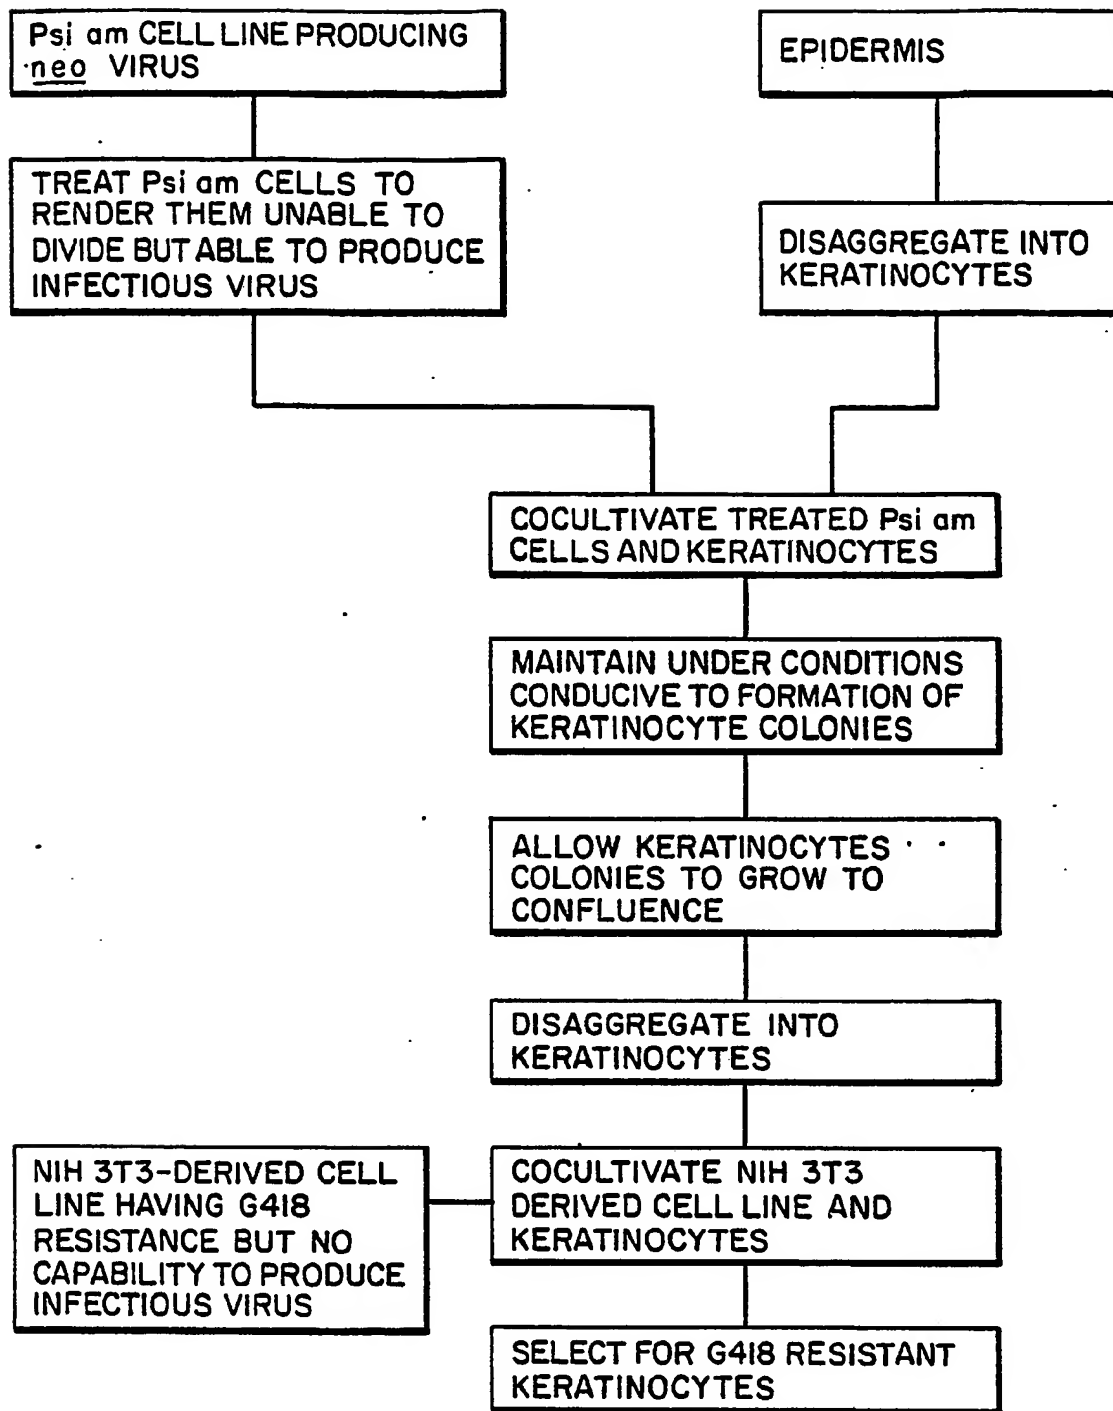 Psi am CELL LINE PRODUCING
neo VIRUS
EPIDERMIS
TREAT Psi am CELLS TO
RENDER THEM UNABLE TO
DIVIDE BUT ABLE TO PRODUCE
INFECTIOUS VIRUS
DISAGGREGATE INTO
KERATINOCYTES
COCULTIVATE TREATED Psi am
CELLS AND KERATINOCYTES
MAINTAIN UNDER CONDITIONS
CONDUCIVE TO FORMATION OF
KERATINOCYTE COLONIES
ALLOW KERATINOCYTES
COLONIES TO GROW TO
CONFLUENCE
DISAGGREGATE INTO
KERATINOCYTES
NIH 3T3-DERIVED CELL
LINE HAVING G418
RESISTANCE BUT NO
CAPABILITY TO PRODUCE
INFECTIOUS VIRUS
COCULTIVATE NIH 3T3
DERIVED CELL LINE AND
KERATINOCYTES
SELECT FOR G418 RESISTANT
KERATINOCYTES